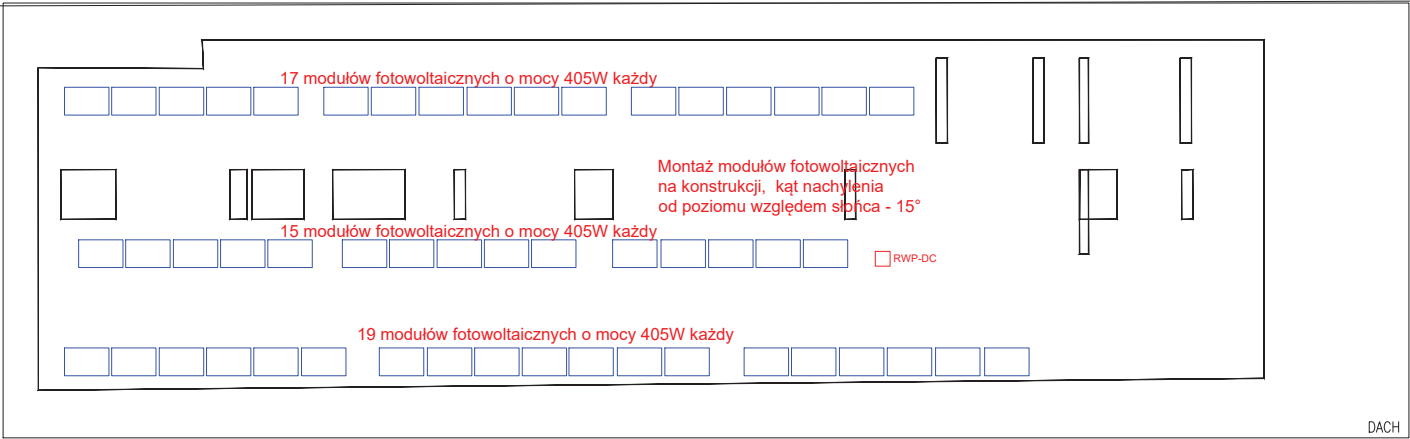 17 modułów fotowoltaicznych o mocy 405W każdy
Montaż modułów fotowoltaicznych
na konstrukcji, kąt nachylenia
od poziomu względem słońca - 15°
15 modułów fotowoltaicznych o mocy 405W każdy
RWP-DC
19 modułów fotowoltaicznych o mocy 405W każdy
DACH